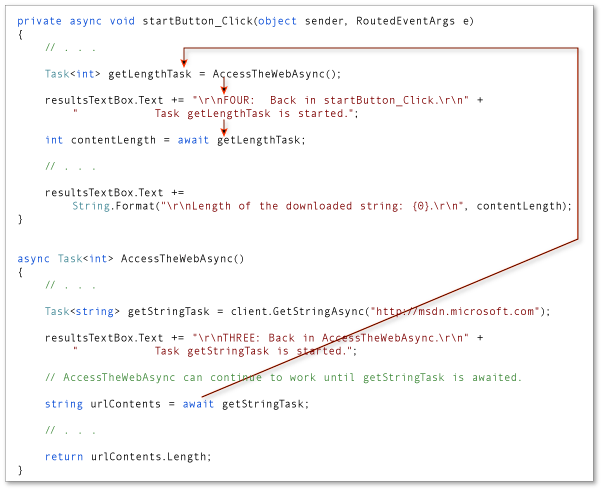 private async void startButton_Click(object sender, RoutedEventArgs e)
{
// . . .
Task<int> getLengthTask = AccessTheWebAsync();
resultsTextBox.Text += "\r\nFOUR:  Back in startButton_Click.\r\n" +
"           Task getLengthTask is started.";
int contentLength = await getLengthTask;
// . . .
resultsTextBox.Text +=
String.Format("\r\nLength of the downloaded string: {0}.\r\n", contentLength);
}
async Task<int> AccessTheWebAsync()
{
// . . .
Task<string> getStringTask = client.GetStringAsync("http://msdn.microsoft.com");
resultsTextBox.Text += "\r\nTHREE: Back in AccessTheWebAsync.\r\n" +
"           Task getStringTask is started.";
// AccessTheWebAsync can continue to work until getStringTask is awaited.
string urlContents = await getStringTask;
// . . .
return urlContents.Length;
}